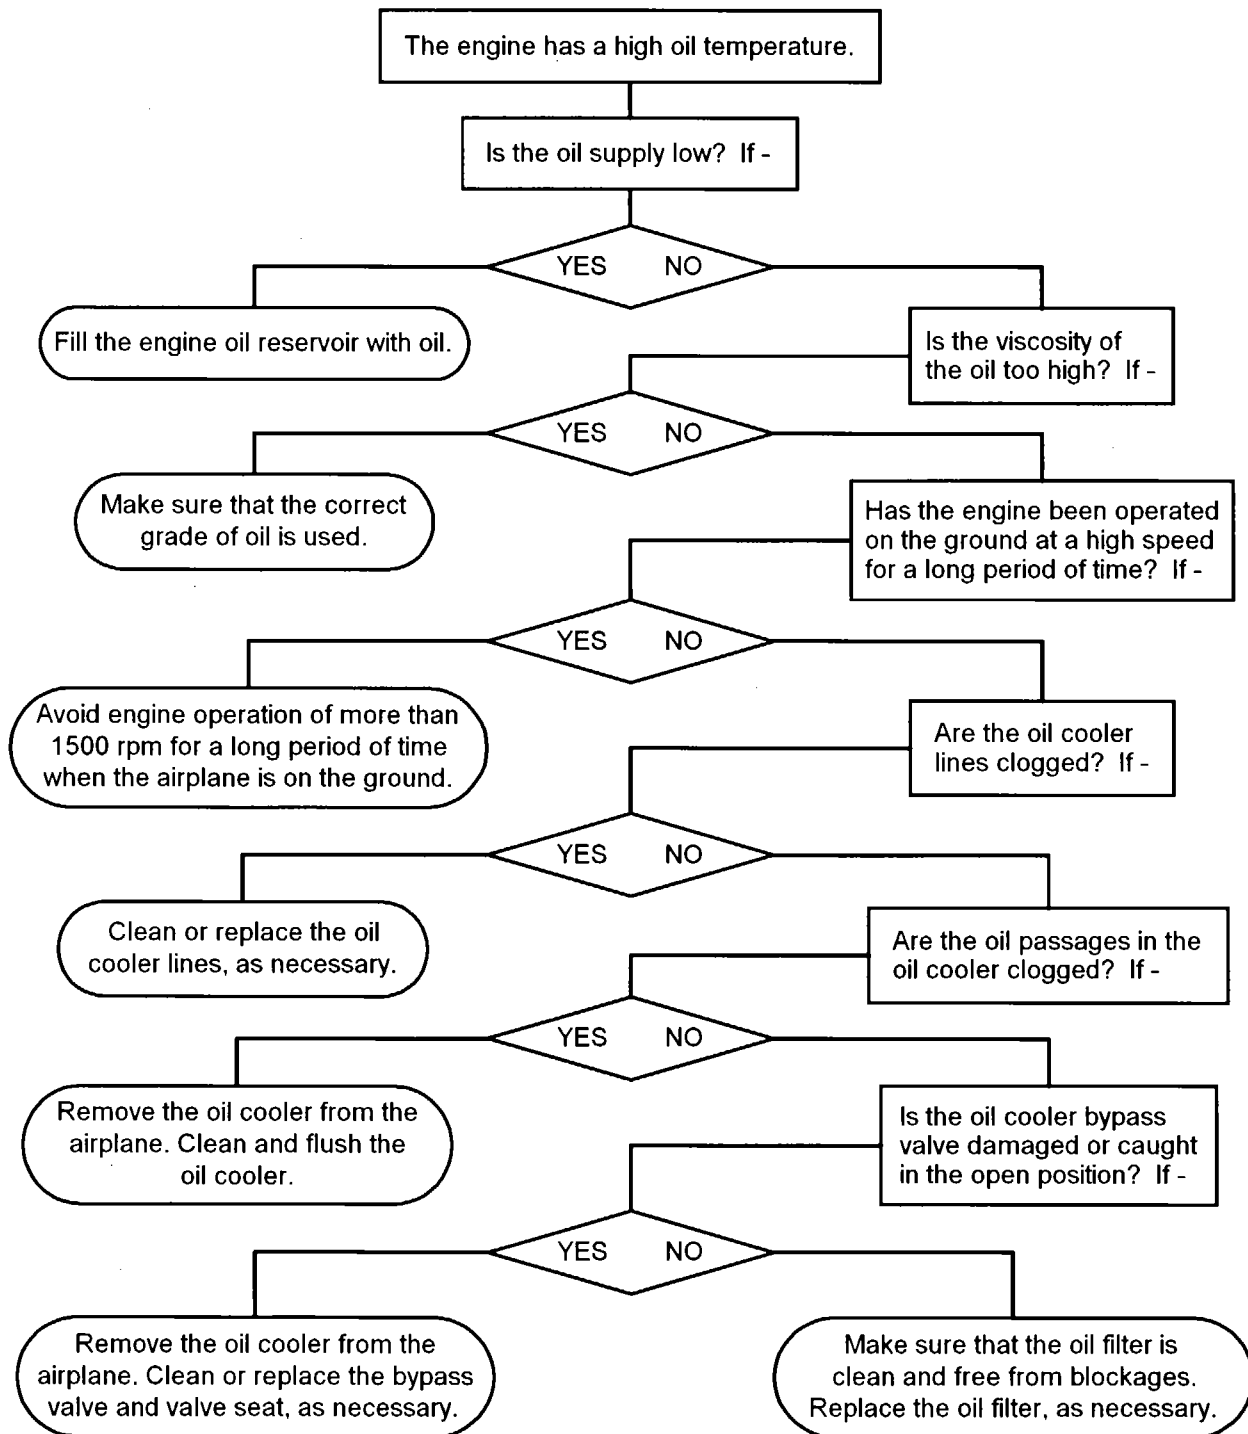 The engine has a high oil temperature.
Is the oil supply low? If -
YES NO
Fill the engine oil reservoir with oil.
Is the viscosity of
the oil too high? If -
YES NO
Make sure that the correct
grade of oil is used.
Has the engine been operated
on the ground at a high speed
for a long period of time? If -
YES NO
Avoid engine operation of more than
1500 rpm for a long period of time
when the airplane is on the ground.
Are the oil cooler
lines clogged? If -
YES NO
Clean or replace the oil
cooler lines, as necessary.
Are the oil passages in the
oil cooler clogged? If -
YES NO
Remove the oil cooler from the
airplane. Clean and flush the
oil cooler.
Is the oil cooler bypass
valve damaged or caught
in the open position? If -
YES NO
Remove the oil cooler from the
airplane. Clean or replace the bypass
valve and valve seat, as necessary.
Make sure that the oil filter is
clean and free from blockages.
Replace the oil filter, as necessary.